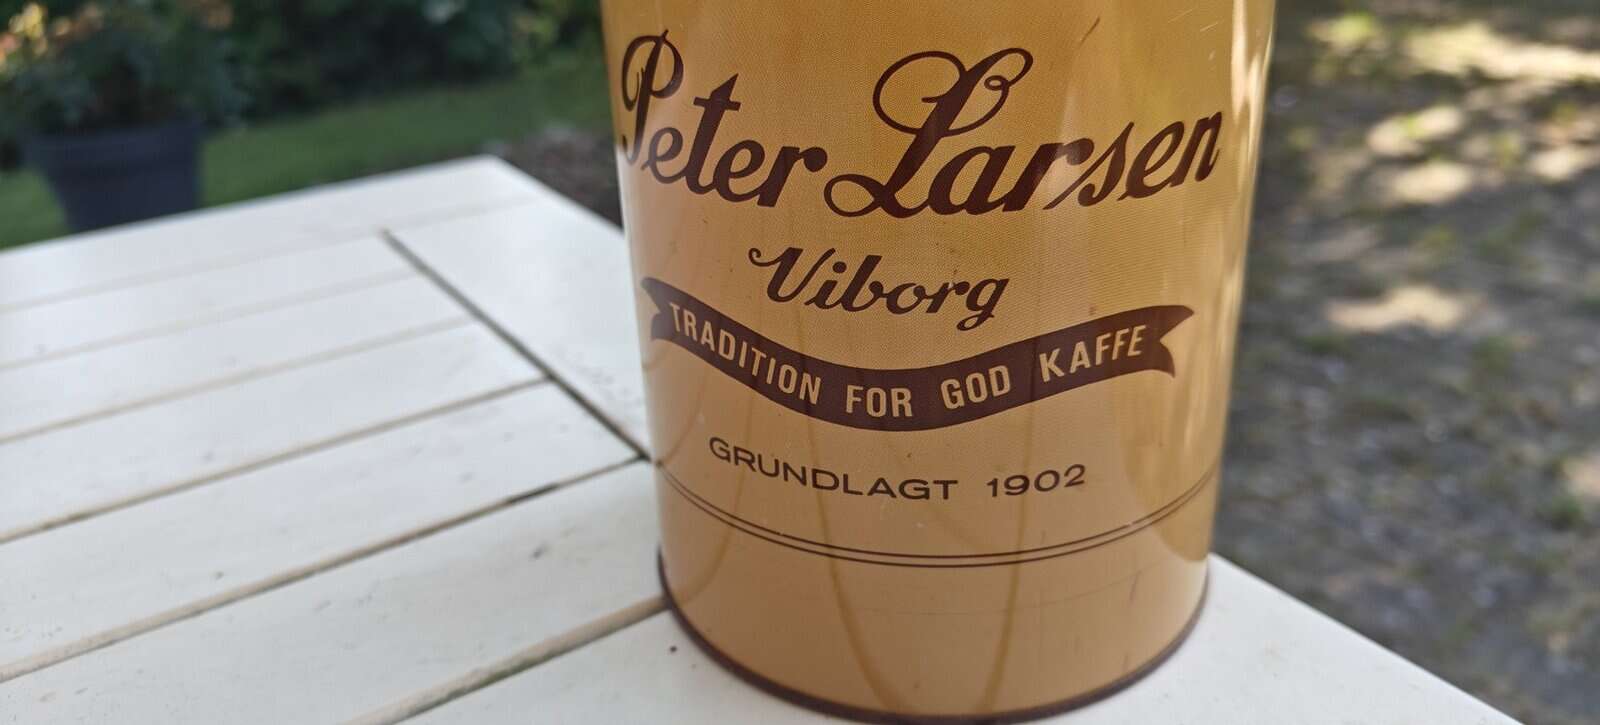 Peter Larsen
Viborg
TRADITION FOR GOD KAFFE
GRUNDLAGT 1902